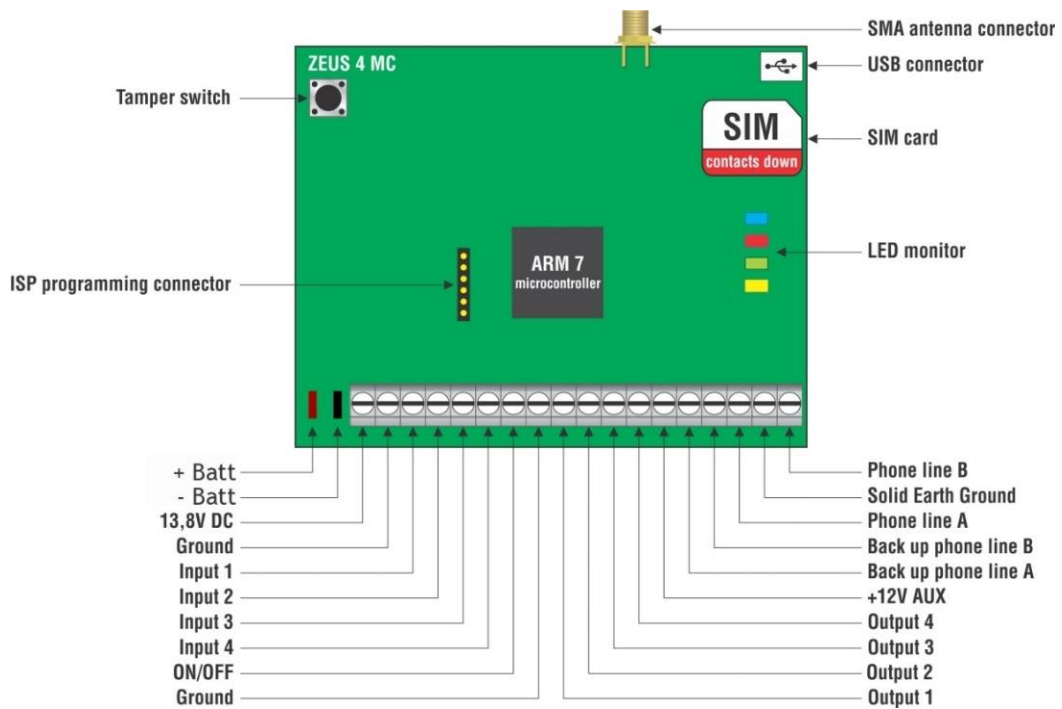 SMA antenna connector
ZEUS 4 MC
USB connector
Tamper switch
SIM
contacts down
SIM card
ARM 7
microcontroller
LED monitor
ISP programming connector
+ Batt
- Batt
13,8V DC
Ground
Input 1
Input 2
Input 3
Input 4
ON/OFF
Ground
Phone line B
Solid Earth Ground
Phone line A
Back up phone line B
Back up phone line A
+12V AUX
Output 4
Output 3
Output 2
Output 1